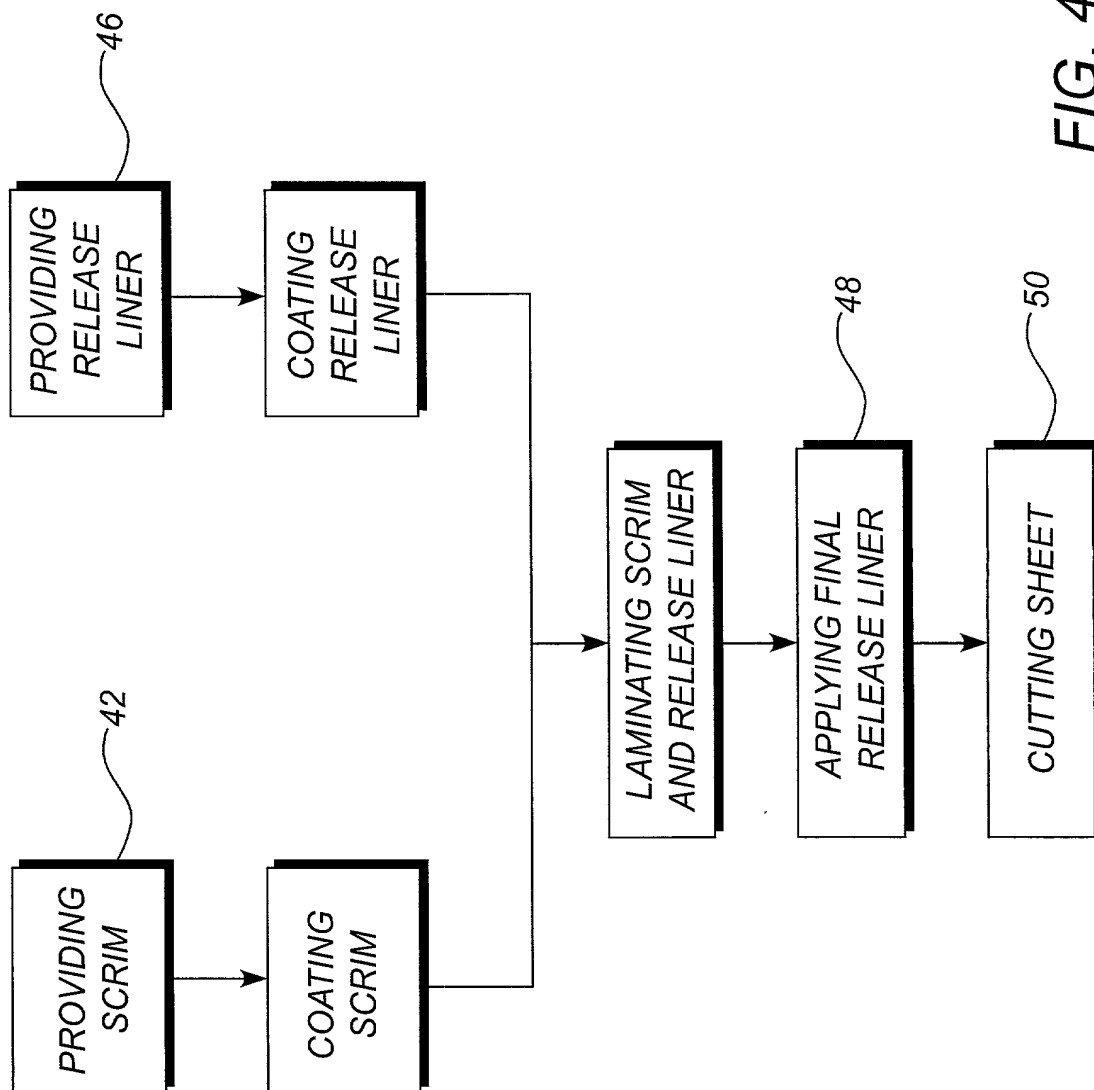 PROVIDING
SCRIM
42
COATING
SCRIM
PROVIDING
RELEASE
LINER
46
COATING
RELEASE
LINER
LAMINATING SCRIM
AND RELEASE LINER
APPLYING FINAL
RELEASE LINER
48
CUTTING SHEET
50
FIG. 4